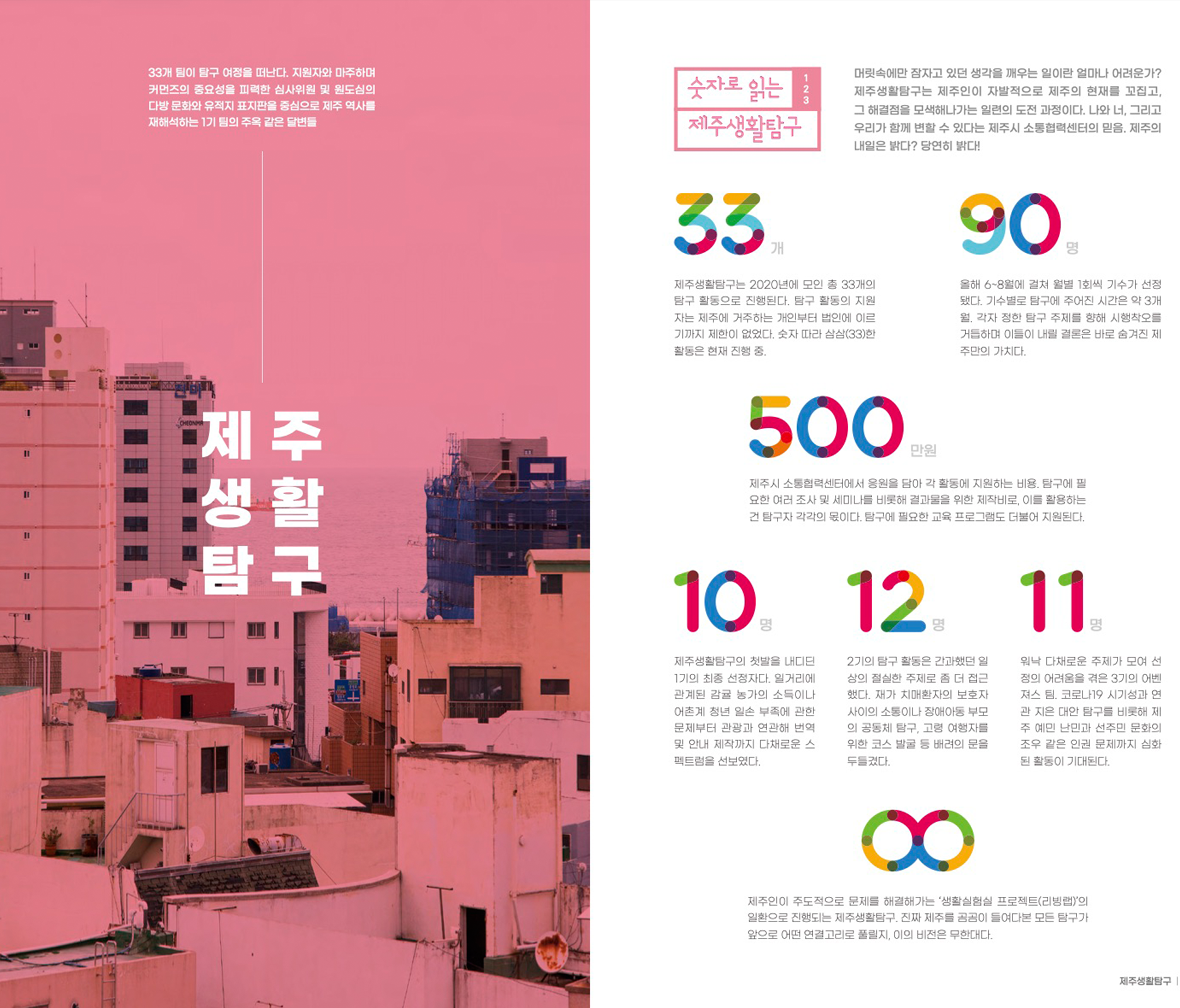 33개 팀이 탐구 여정을 떠난다. 지원자와 마주하며
커먼즈의 중요성을 피력한 심사위원 및 원도심의
다방 문화와 유적지 표지판을 중심으로 제주 역사를
재해석하는 1기 팀의 주옥 같은 달변들
제주
생활
탐구
숫자로 읽는
123
제주생활탐구
머릿속에만 잠자고 있던 생각을 깨우는 일이란 얼마나 어려운가?
제주생활탐구는 제주인이 자발적으로 제주의 현재를 꼬집고,
그 해결점을 모색해나가는 일련의 도전 과정이다. 나와 너, 그리고
우리가 함께 변할 수 있다는 제주시 소통협력센터의 믿음. 제주의
내일은 밝다? 당연히 밝다!
33개
제주생활탐구는 2020년에 모인 총 33개의
탐구 활동으로 진행된다. 탐구 활동의 지원
자는 제주에 거주하는 개인부터 법인에 이르
기까지 제한이 없었다. 숫자 따라 삼삼(33)한
활동은 현재 진행 중.
90명
올해 6~8월에 걸쳐 월별 1회씩 기수가 선정
됐다. 기수별로 탐구에 주어진 시간은 약 3개
월. 각자 정한 탐구 주제를 향해 시행착오를
거듭하며 이들이 내릴 결론은 바로 숨겨진 제
주만의 가치다.
500만원
제주시 소통협력센터에서 응원을 담아 각 활동에 지원하는 비용. 탐구에 필
요한 여러 조사 및 세미나를 비롯해 결과물을 위한 제작비로, 이를 활용하는
건 탐구자 각각의 몫이다. 탐구에 필요한 교육 프로그램도 더불어 지원된다.
10명
제주생활탐구의 첫발을 내디딘
1기의 최종 선정자다. 일거리에
관계된 감귤 농가의 소득이나
어촌계 청년 일손 부족에 관한
문제부터 관광과 연관해 번역
및 안내 제작까지 다채로운 스
펙트럼을 선보였다.
12명
2기의 탐구 활동은 간과했던 일
상의 절실한 주제로 좀 더 접근
했다. 재가 치매환자의 보호자
사이의 소통이나 장애아동 부모
의 공동체 탐구, 고령 여행자를
위한 코스 발굴 등 배려의 문을
두들겼다.
11명
워낙 다채로운 주제가 모여 선
정의 어려움을 겪은 3기의 어벤
져스 팀. 코로나19 시기성과 연
관 지은 대안 탐구를 비롯해 제
주 예민 난민과 선주민 문화의
조우 같은 인권 문제까지 심화
된 활동이 기대된다.
제주인이 주도적으로 문제를 해결해가는 '생활실험실 프로젝트(리빙랩)'의
일환으로 진행되는 제주생활탐구. 진짜 제주를 곰곰이 들여다본 모든 탐구가
앞으로 어떤 연결고리로 풀릴지, 이의 비전은 무한대다.
제주생활탐구